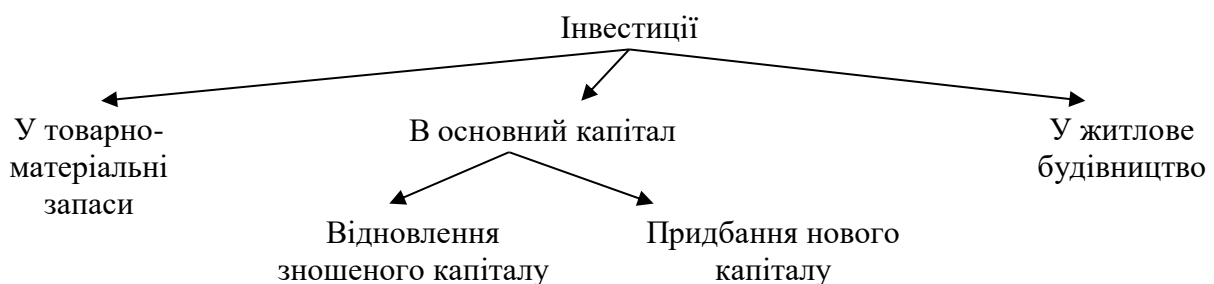 Інвестиції
У товарно-
матеріальні
запаси
В основний капітал
У житлове
будівництво
Відновлення
зношеного капіталу
Придбання нового
капіталу